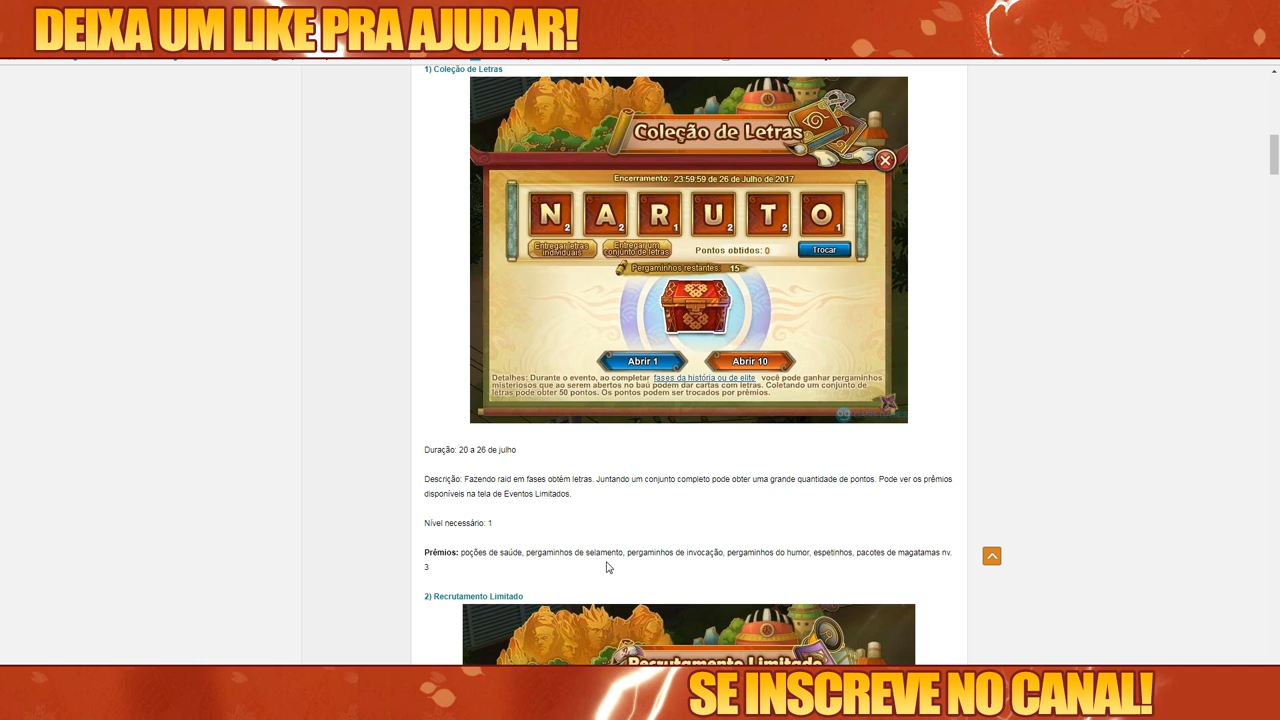 DEIXA UM LIKE PRA AJUDAR!
1) Coleção de Letras
Coleção de Letras
Encerramento: 23:59:59 de 26 de Julho de 2017
N A R U T O
2 2 1 2 2 1
Entregar letras individuais
Entregar um conjunto de letras
Pontos obtidos: 0
Trocar
Pergaminhos restantes: 15
Abrir 1
Abrir 10
Detalhes: Durante o evento, ao completar fases da história ou de elite você pode ganhar pergaminhos
misteriosos que ao serem abertos no baú podem dar cartas com letras. Coletando um conjunto de
letras pode obter 50 pontos. Os pontos podem ser trocados por prêmios.
Duração: 20 a 26 de julho
Descrição: Fazendo raid em fases obtém letras. Juntando um conjunto completo pode obter uma grande quantidade de pontos. Pode ver os prêmios
disponíveis na tela de Eventos Limitados.
Nível necessário: 1
Prêmios: poções de saúde, pergaminhos de selamento, pergaminhos de invocação, pergaminhos do humor, espetinhos, pacotes de magatamas nv.
3
2) Recrutamento Limitado
Recrutamento Limitado
SE INSCREVE NO CANAL!